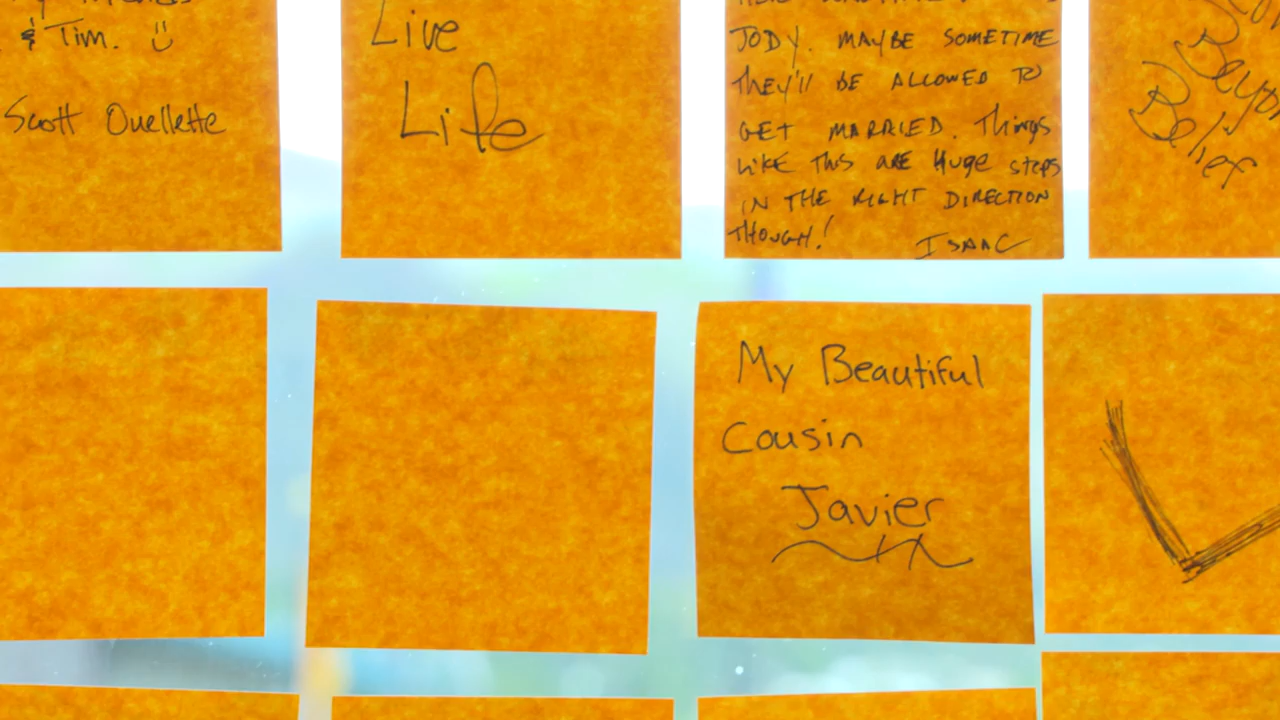 & Tim.
Scott Ouellette
Live
Life
JODY. MAYBE SOMETIME
They'll BE ALLOWED TO
GET MARRIED. Things
LIKE THIS ARE HUGE STEPS
IN THE RIGHT DIRECTION
THOUGH!
ISAAC
Beyon
Belief
My Beautiful
Cousin
Javier